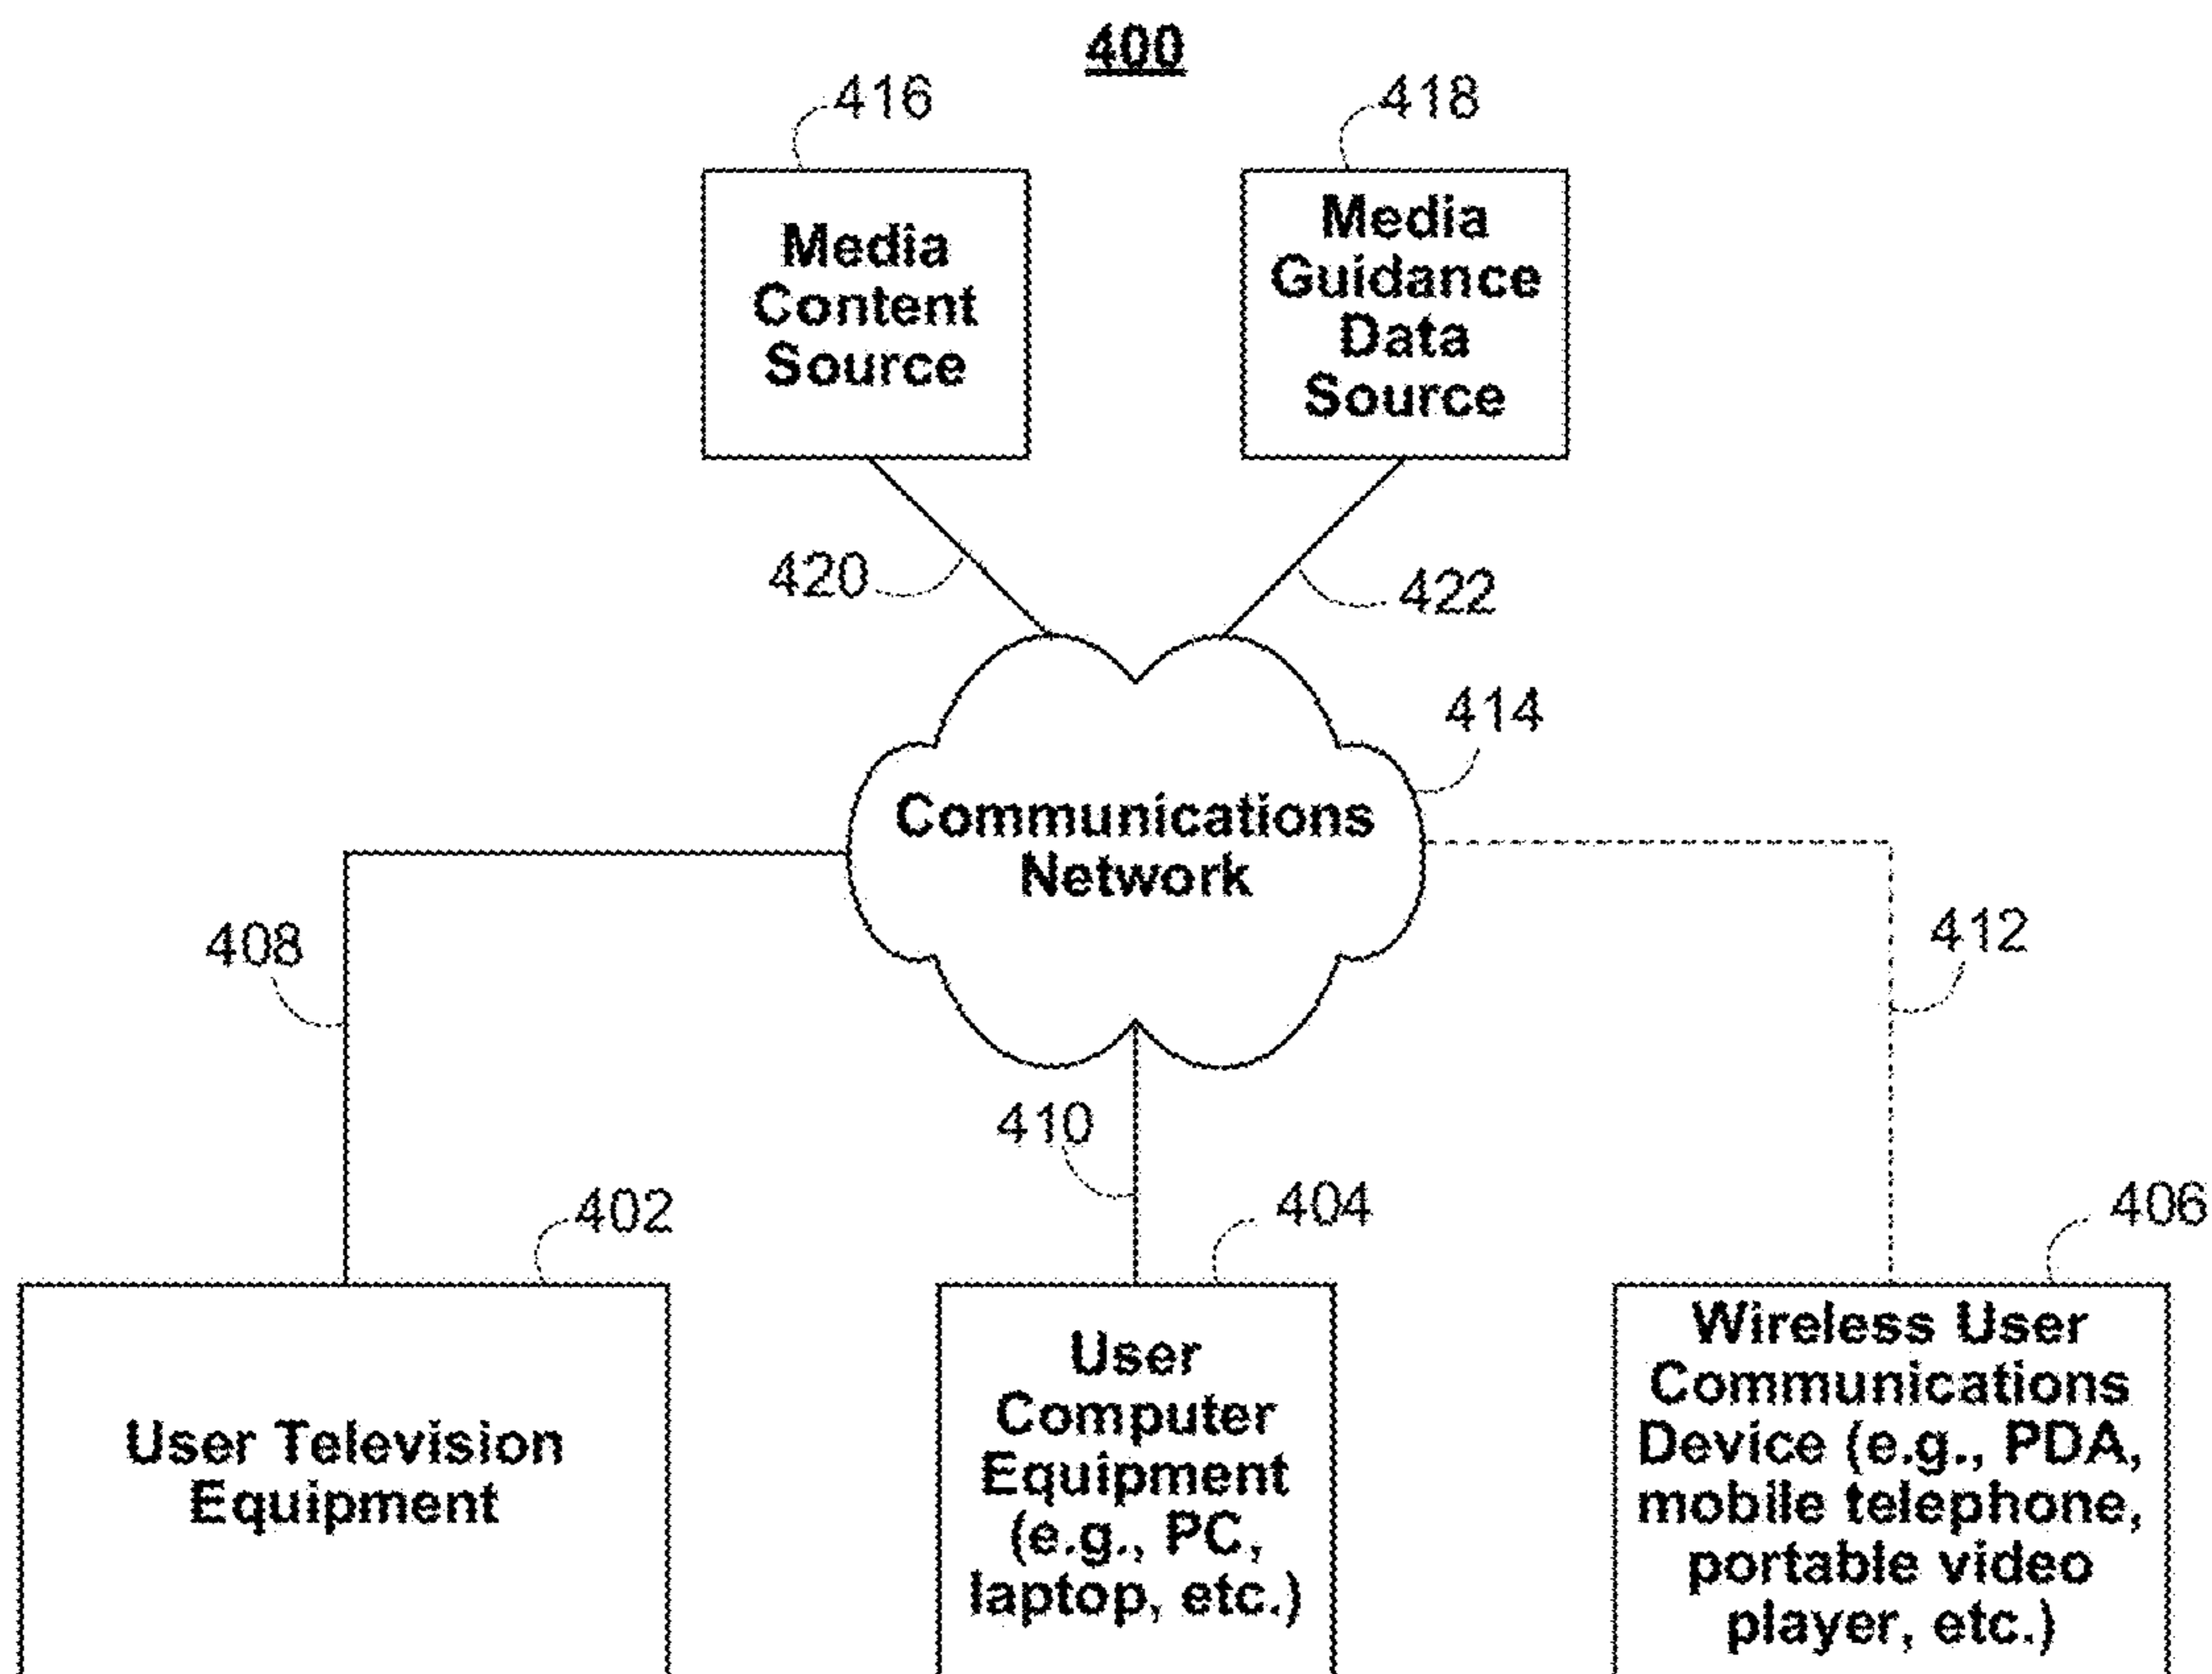 400
416
418
Media
Content
Source
Media
Guidance
Data
Source
420
422
414
Communications
Network
408
412
410
402
404
406
User Television
Equipment
User
Computer
Equipment
(e.g., PC,
laptop, etc.)
Wireless User
Communications
Device (e.g., PDA,
mobile telephone,
portable video
player, etc.)